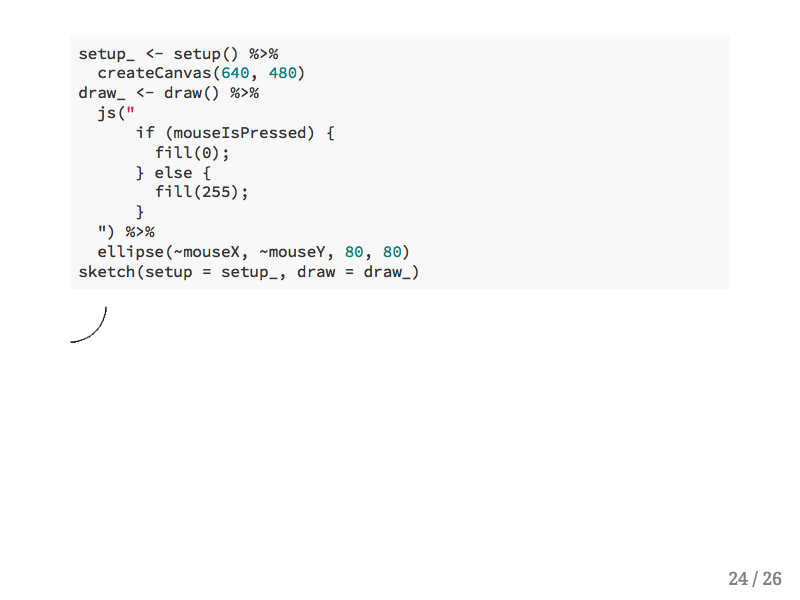 setup_ <- setup() %>%
  createCanvas(640, 480)
draw_ <- draw() %>%
  js("
      if (mouseIsPressed) {
        fill(0);
      } else {
        fill(255);
      }
  ") %>%
  ellipse(~mouseX, ~mouseY, 80, 80)
sketch(setup = setup_, draw = draw_)
24 / 26